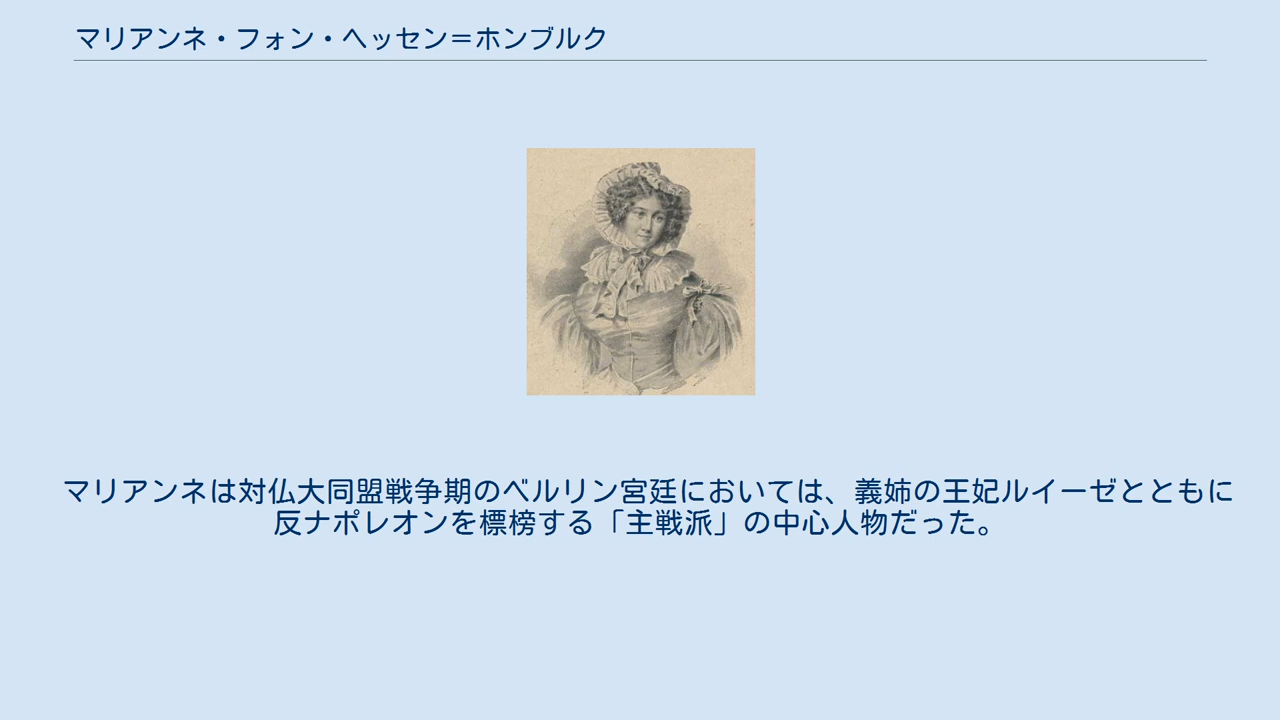 マリアンネ・フォン・ヘッセン＝ホンブルク
マリアンネは対仏大同盟戦争期のベルリン宮廷においては、義姉の王妃ルイーゼとともに
反ナポレオンを標榜する「主戦派」の中心人物だった。